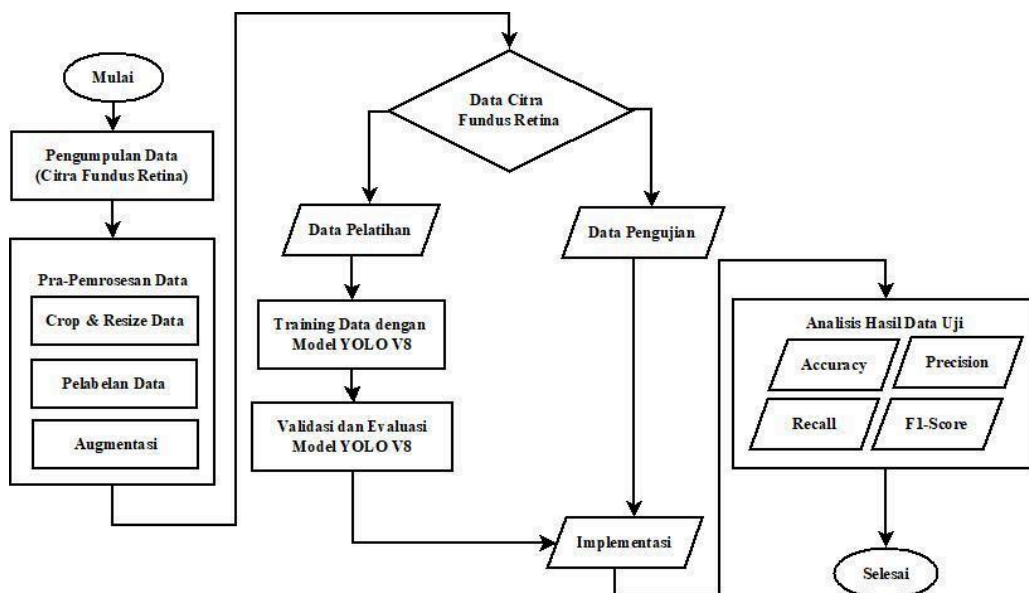 Mulai
Pengumpulan Data
(Citra Fundus Retina)
Pra-Pemrosesan Data
Crop & Resize Data
Pelabelan Data
Augmentasi
Data Citra
Fundus Retina
Data Pelatihan
Training Data dengan
Model YOLO V8
Validasi dan Evaluasi
Model YOLO V8
Data Pengujian
Implementasi
Analisis Hasil Data Uji
Accuracy
Precision
Recall
F1-Score
Selesai